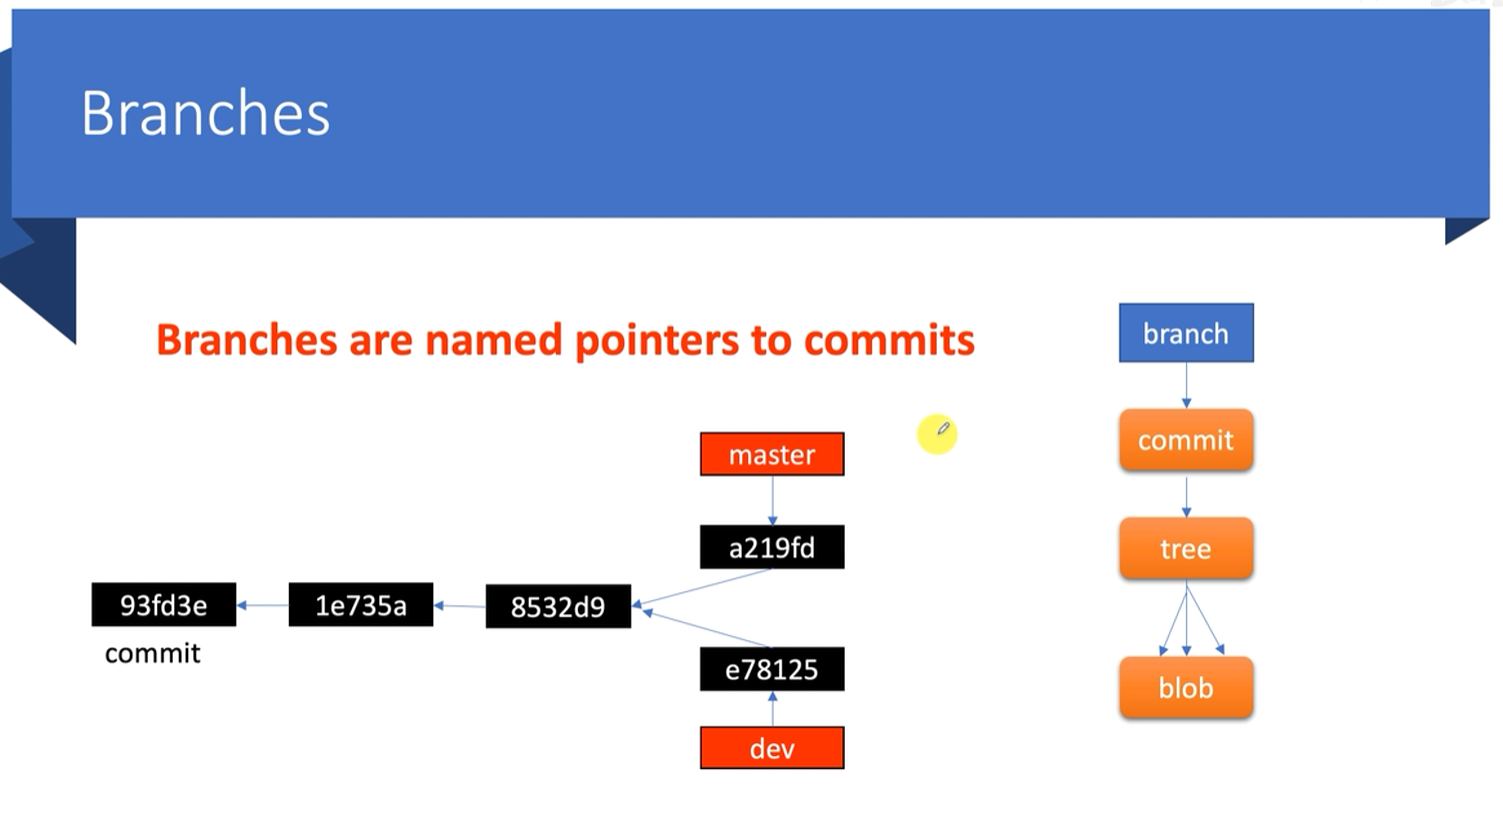 Branches
Branches are named pointers to commits
master
a219fd
93fd3e
1e735a
8532d9
commit
e78125
dev
branch
commit
tree
blob